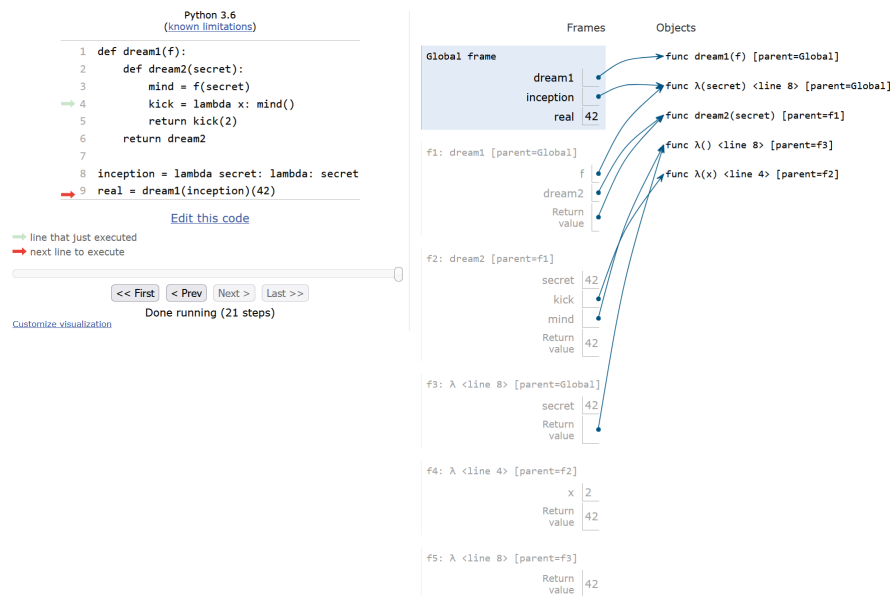 Python 3.6
(known limitations)
1 def dream1(f):
2     def dream2(secret):
3         mind = f(secret)
4         kick = lambda x: mind()
5         return kick(2)
6     return dream2
7
8 inception = lambda secret: lambda: secret
9 real = dream1(inception)(42)
Edit this code
line that just executed
next line to execute
<< First < Prev Next > Last >>
Done running (21 steps)
Customize visualization
Frames Objects
Global frame
dream1
inception
real 42
func dream1(f) [parent=Global]
func λ(secret) <line 8> [parent=Global]
func dream2(secret) [parent=f1]
func λ() <line 8> [parent=f3]
func λ(x) <line 4> [parent=f2]
f1: dream1 [parent=Global]
f
dream2
Return
value
f2: dream2 [parent=f1]
secret 42
kick
mind
Return
value 42
f3: λ <line 8> [parent=Global]
secret 42
Return
value
f4: λ <line 4> [parent=f2]
x 2
Return
value 42
f5: λ <line 8> [parent=f3]
Return
value 42